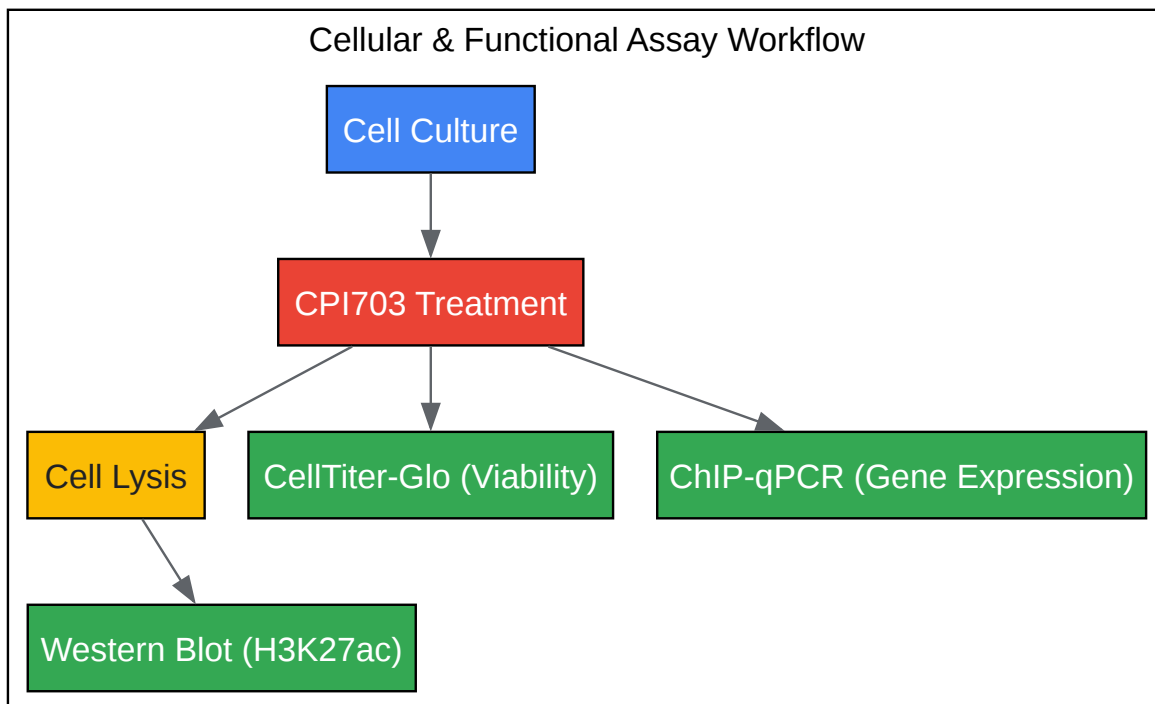 Cellular & Functional Assay Workflow
Cell Culture
CPI703 Treatment
Cell Lysis
CellTiter-Glo (Viability)
ChIP-qPCR (Gene Expression)
Western Blot (H3K27ac)